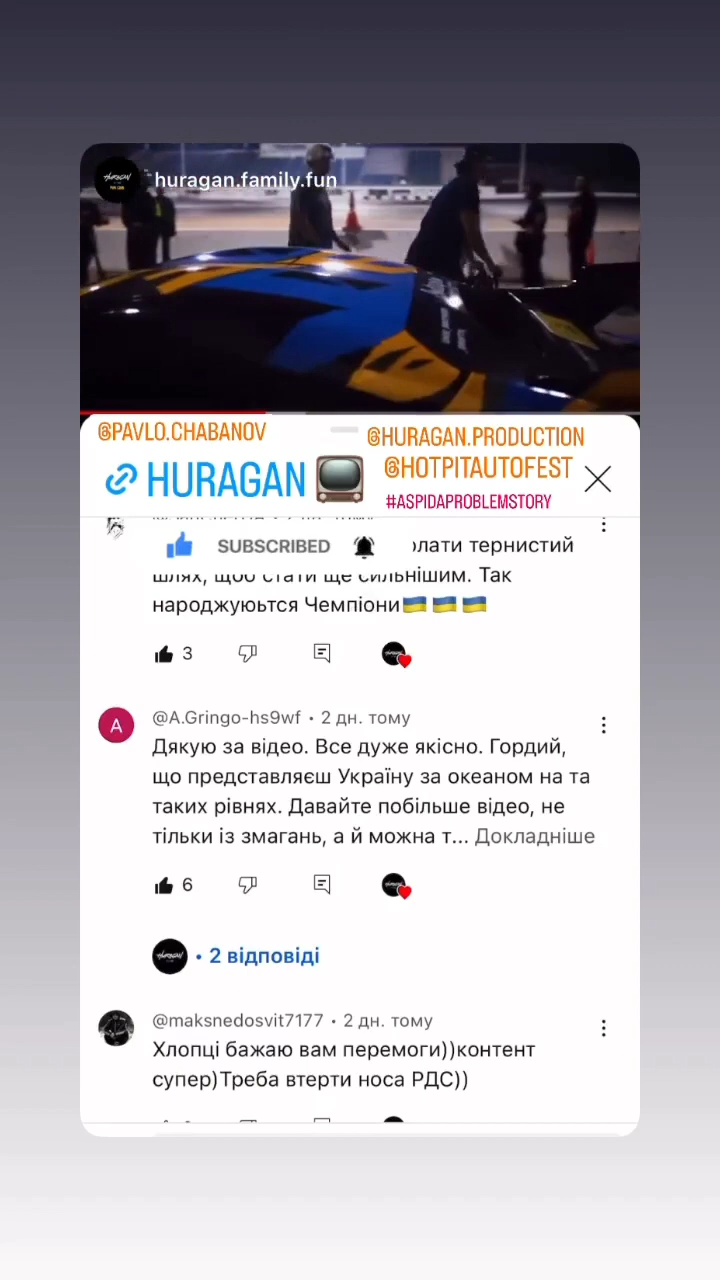 huragan.family.fun
@PAVLO.CHABANOV
@HURAGAN.PRODUCTION
HURAGAN
@HOTPITAUTOFEST
#ASPIDAPROBLEMSTORY
SUBSCRIBED
тернистий
шлях, щоб стати ще сильнішим. Так
народжуюьтся Чемпіони🇺🇦🇺🇦🇺🇦
3
A
@A.Gringo-hs9wf • 2 дн. тому
Дякую за відео. Все дуже якісно. Гордий,
що представляєш Україну за океаном на та
таких рівнях. Давайте побільше відео, не
тільки із змагань, а й можна т... Докладніше
6
• 2 відповіді
@maksnedosvit7177 • 2 дн. тому
Хлопці бажаю вам перемоги))контент
супер)Треба втерти носа РДС))